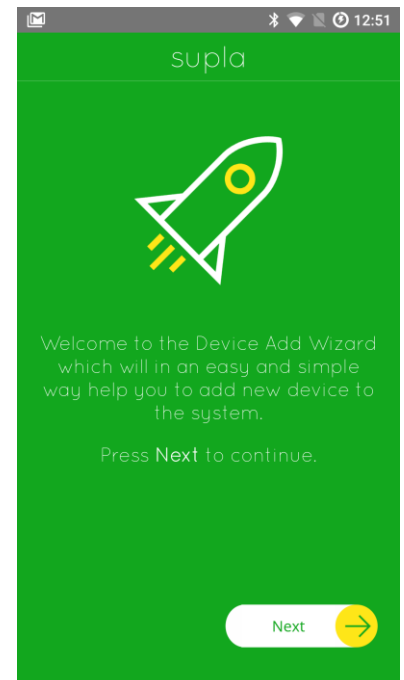 12:51
supla
Welcome to the Device Add Wizard
which will in an easy and simple
way help you to add new device to
the system.
Press Next to continue.
Next